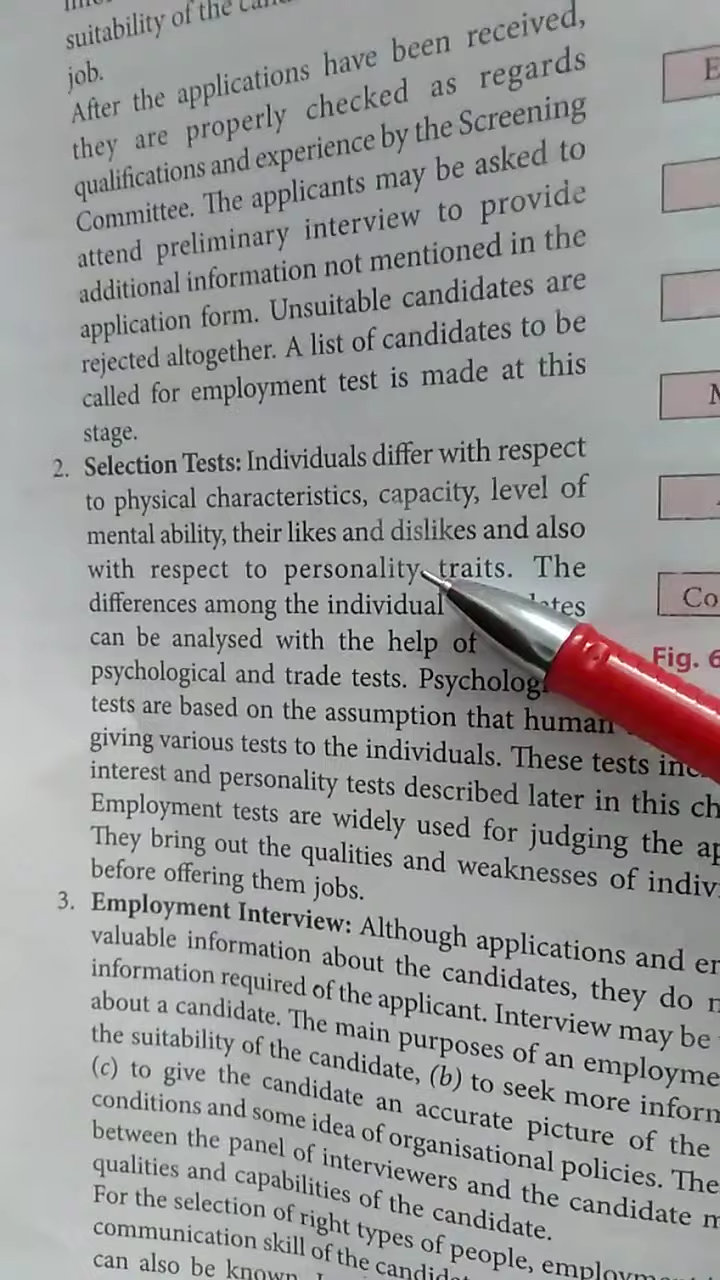 suitability of the
job.
After the applications have been received,
they are properly checked as regards
qualifications and experience by the Screening
Committee. The applicants may be asked to
attend preliminary interview to provide
additional information not mentioned in the
application form. Unsuitable candidates are
rejected altogether. A list of candidates to be
called for employment test is made at this
stage.
2. Selection Tests: Individuals differ with respect
to physical characteristics, capacity, level of
mental ability, their likes and dislikes and also
with respect to personality traits. The
differences among the individual
can be analysed with the help of
psychological and trade tests.
tests are based on the assumption that human
giving various tests to the individuals. These tests
interest and personality tests described later in this
Employment tests are widely used for judging the
They bring out the qualities and weaknesses of
before offering them jobs.
3. Employment Interview: Although applications and
valuable information about the candidates, they do
information required of the applicant. Interview may be
about a candidate. The main purposes of an
the suitability of the candidate, (b) to seek more
(c) to give the candidate an accurate picture of the
conditions and some idea of organisational policies. The
between the panel of interviewers and the candidate
qualities and capabilities of the candidate.
For the selection of right types of people,
communication skill of the
can also be known.
E
Co
Fig. 6